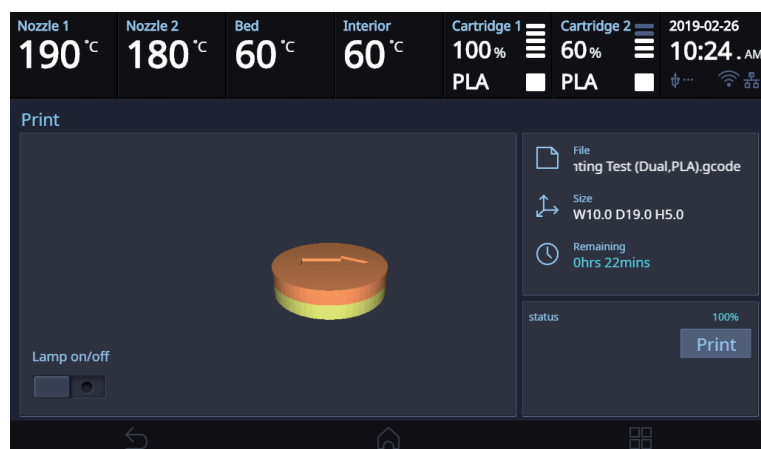 Nozzle 1
190 °C
Nozzle 2
180 °C
Bed
60 °C
Interior
60 °C
Cartridge 1
100 %
PLA
Cartridge 2
60 %
PLA
2019-02-26
10:24 . AM
Print
File
nting Test (Dual,PLA).gcode
Size
W10.0 D19.0 H5.0
Remaining
0hrs 22mins
status 100%
Print
Lamp on/off